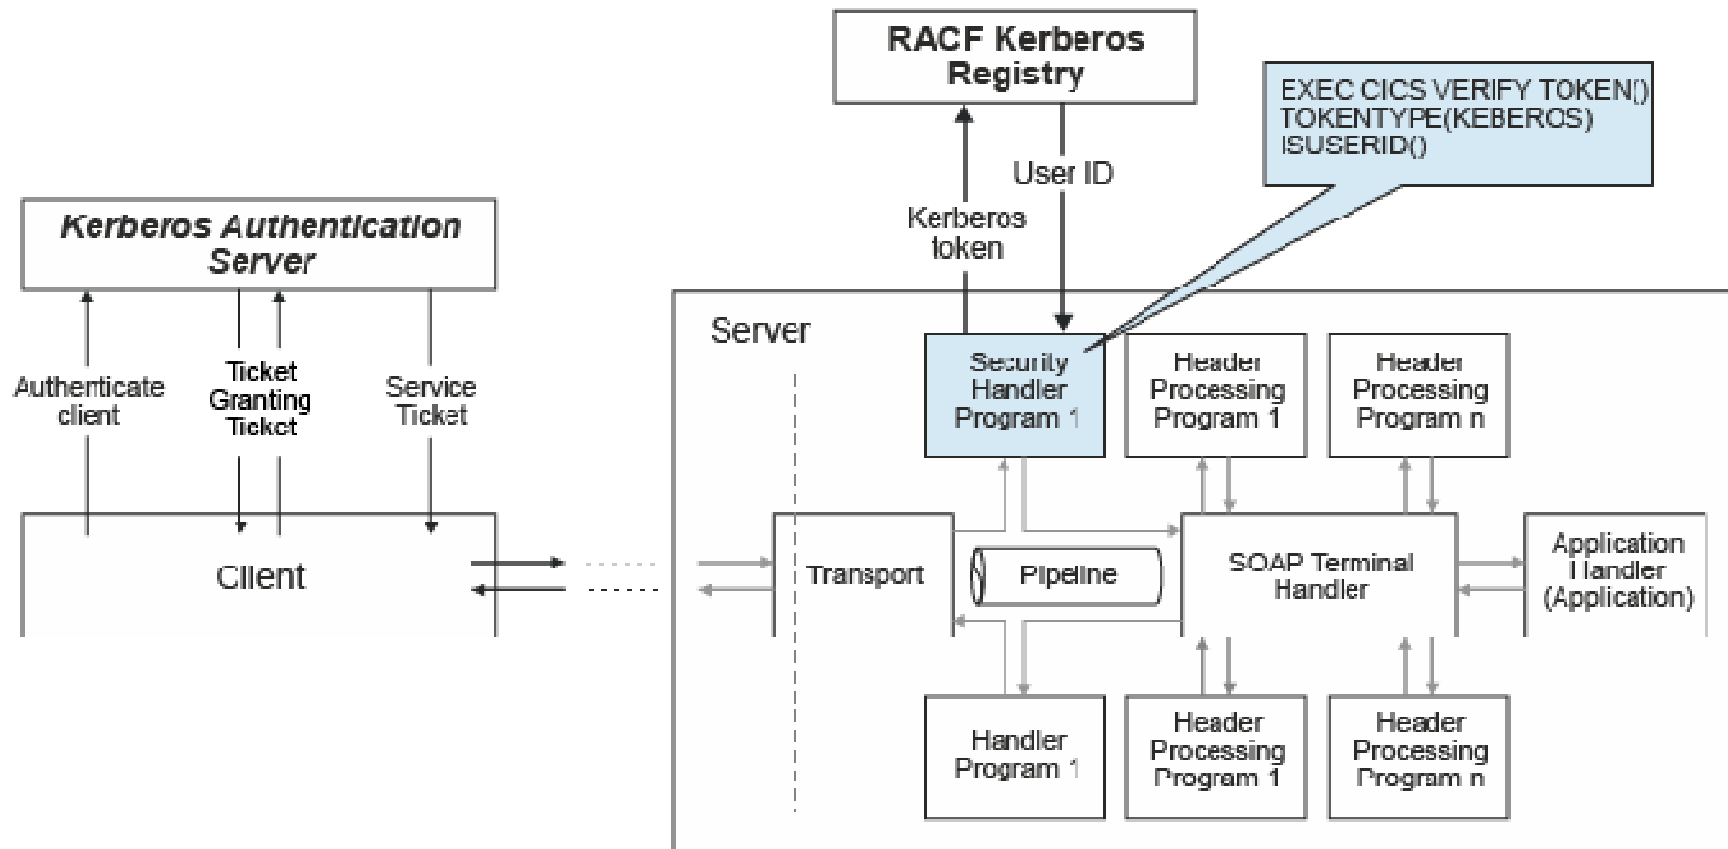 RACF Kerberos
Registry
EXEC CICS VERIFY TOKEN()
TOKENTYPE(KEBEROS)
ISUSERID()
User ID
Kerberos
token
Kerberos Authentication
Server
Server
Authenticate
client
Ticket
Granting
Ticket
Service
Ticket
Security
Handler
Program 1
Header
Processing
Program 1
Header
Processing
Program n
Client
Transport
Pipeline
SOAP Terminal
Handler
Application
Handler
(Application)
Handler
Program 1
Header
Processing
Program 1
Header
Processing
Program n